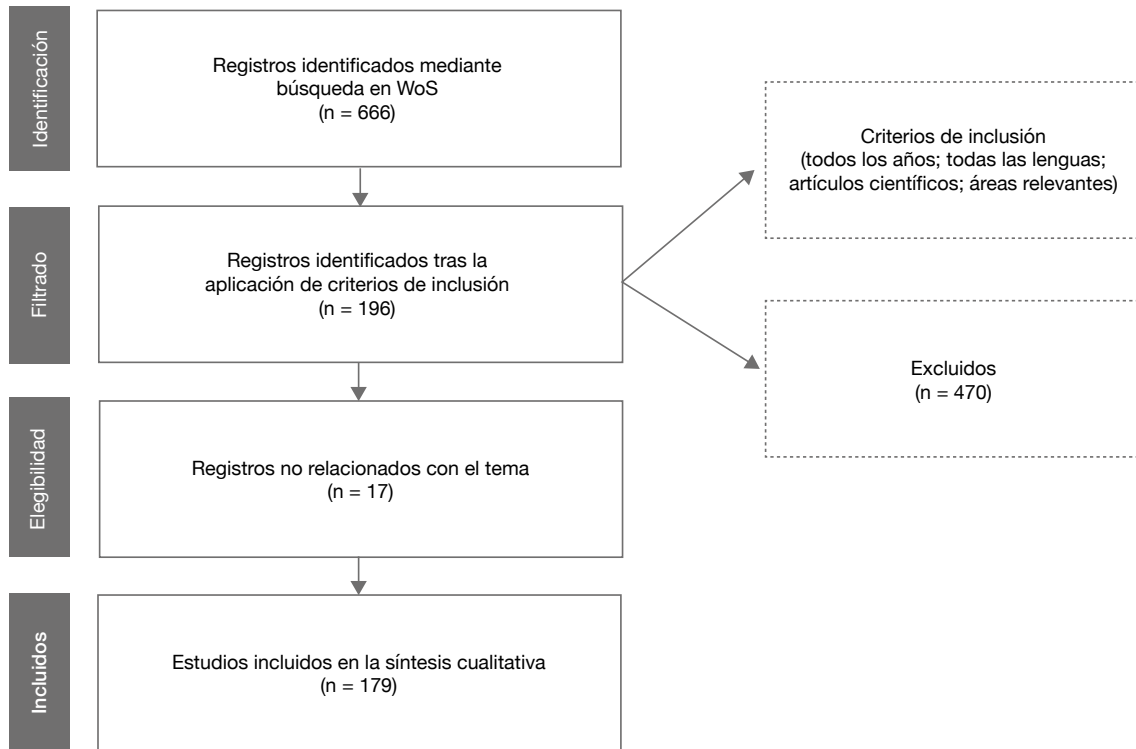 Identificación
Registros identificados mediante
búsqueda en WoS
(n = 666)
Criterios de inclusión
(todos los años; todas las lenguas;
artículos científicos; áreas relevantes)
Filtrado
Registros identificados tras la
aplicación de criterios de inclusión
(n = 196)
Excluidos
(n = 470)
Elegibilidad
Registros no relacionados con el tema
(n = 17)
Incluidos
Estudios incluidos en la síntesis cualitativa
(n = 179)